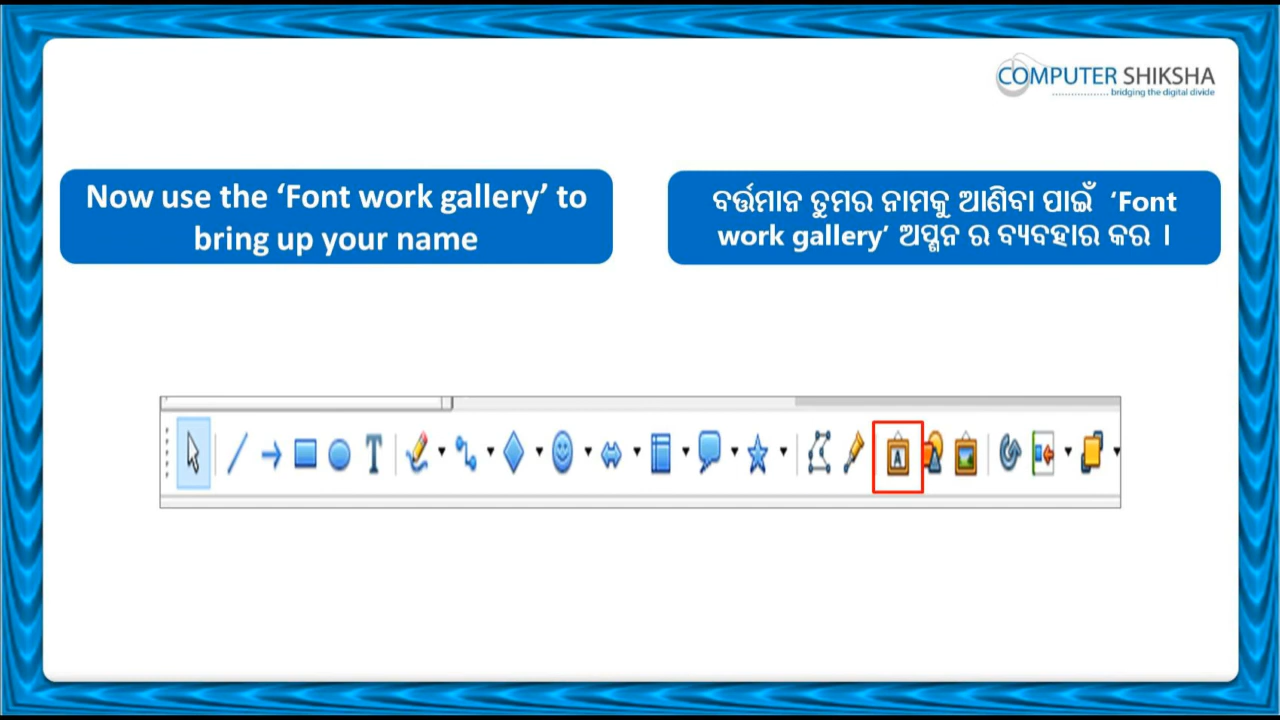 COMPUTER SHIKSHA
bridging the digital divide
Now use the ‘Font work gallery’ to
bring up your name
ବର୍ତ୍ତମାନ ତୁମର ନାମକୁ ଆଣିବା ପାଇଁ ‘Font
work gallery’ ଅପ୍ସନ ର ବ୍ୟବହାର କର ।
T
A